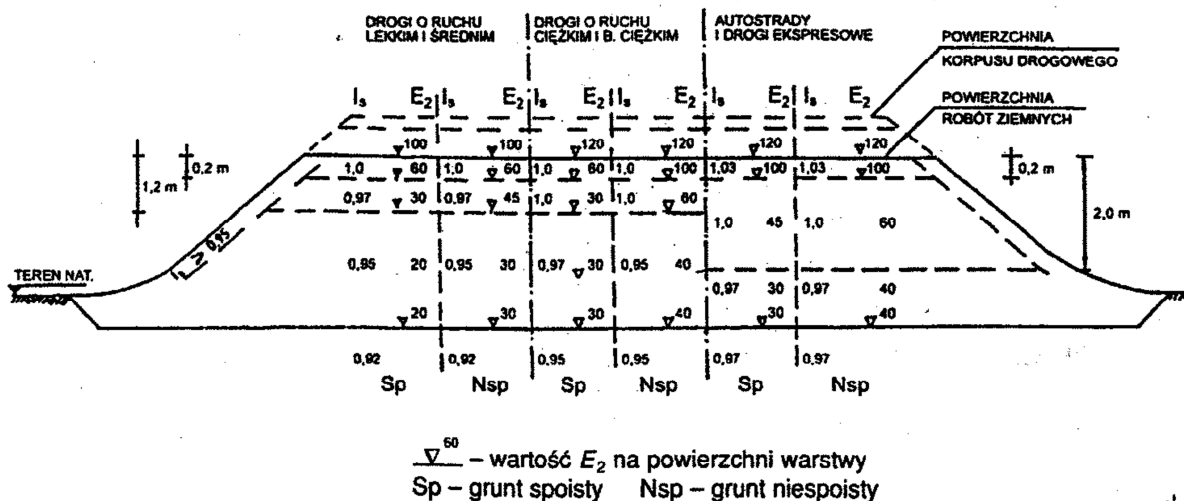 DROGI O RUCHU
LEKKIM I ŚREDNIM
DROGI O RUCHU
CIĘŻKIM I B. CIĘŻKIM
AUTOSTRADY
I DROGI EKSPRESOWE
POWIERZCHNIA
KORPUSU DROGOWEGO
POWIERZCHNIA
ROBÓT ZIEMNYCH
Is E2 Is E2 Is E2 Is E2 Is E2 Is E2
100 100 120 120 120 120
0,2 m 1,0 60 1,0 60 1,0 60 1,0 100 1,03 100 1,03 100 0,2 m
1,2 m
0,97 30 0,97 45 1,0 30 1,0 60
1,0 45 1,0 60 2,0 m
Is ≥ 0,95
0,95 20 0,95 30 0,97 30 0,95 40
TEREN NAT.
0,97 30 0,97 40
20 30 30 40 30 40
0,92 0,92 0,95 0,95 0,97 0,97
Sp Nsp Sp Nsp Sp Nsp
60 – wartość E2 na powierzchni warstwy
Sp – grunt spoisty Nsp – grunt niespoisty